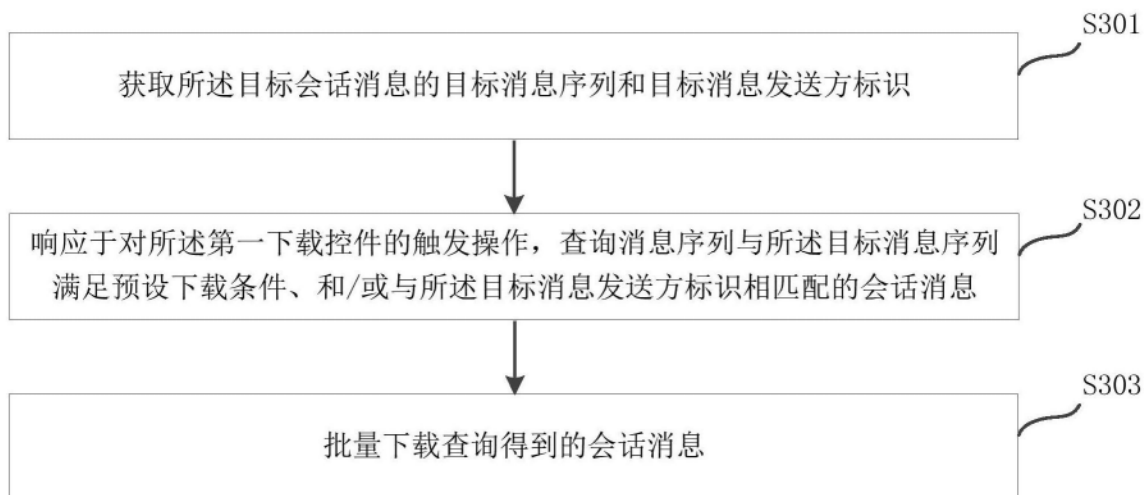 S301
获取所述目标会话消息的目标消息序列和目标消息发送方标识
S302
响应于对所述第一下载控件的触发操作，查询消息序列与所述目标消息序列
满足预设下载条件、和/或与所述目标消息发送方标识相匹配的会话消息
S303
批量下载查询得到的会话消息